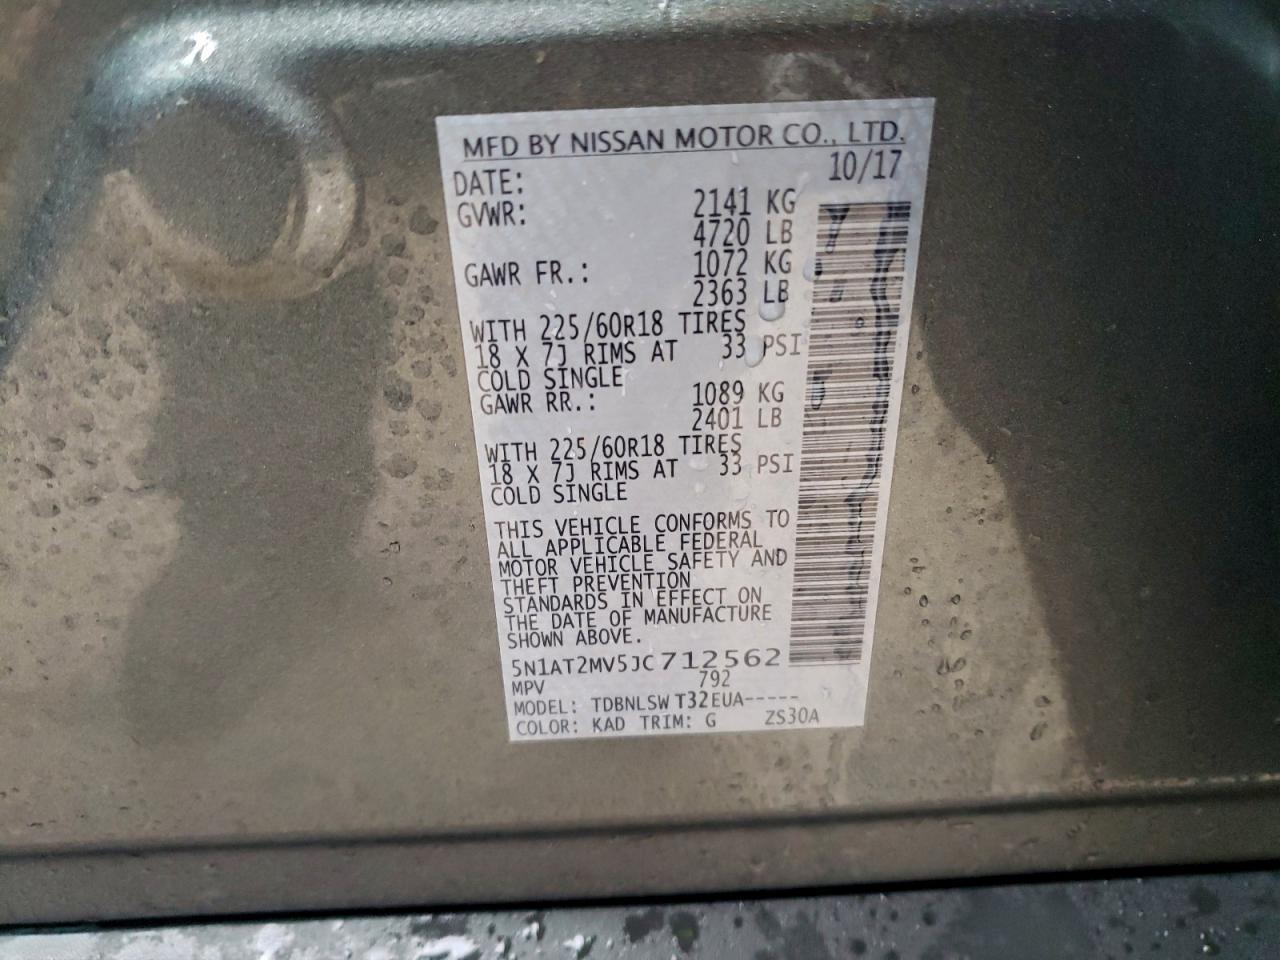 MFD BY NISSAN MOTOR CO., LTD.
DATE: 10/17
GVWR: 2141 KG
4720 LB
GAWR FR.: 1072 KG
2363 LB
WITH 225/60R18 TIRES
18 X 7J RIMS AT 33 PSI
COLD SINGLE
GAWR RR.: 1089 KG
2401 LB
WITH 225/60R18 TIRES
18 X 7J RIMS AT 33 PSI
COLD SINGLE
THIS VEHICLE CONFORMS TO
ALL APPLICABLE FEDERAL
MOTOR VEHICLE SAFETY AND
THEFT PREVENTION
STANDARDS IN EFFECT ON
THE DATE OF MANUFACTURE
SHOWN ABOVE.
5N1AT2MV5JC712562
MPV 792
MODEL: TDBNLSWT32EUA-----
COLOR: KAD TRIM: G ZS30A